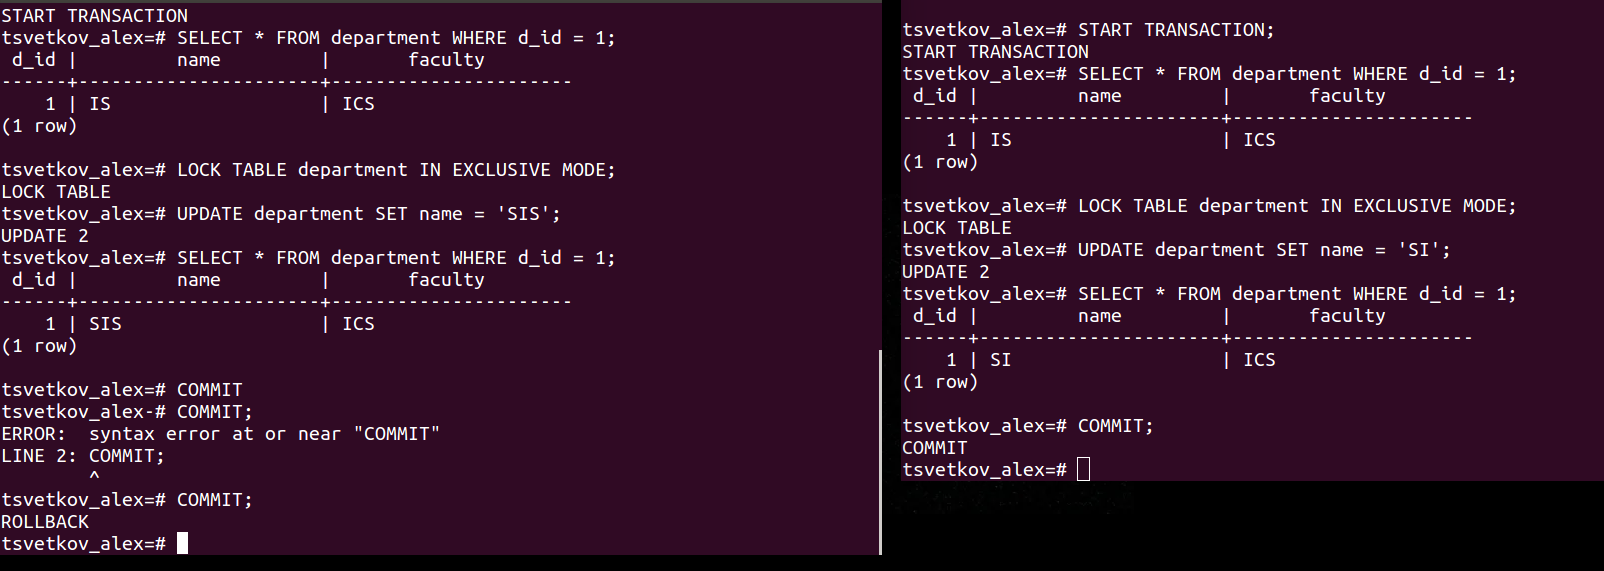 START TRANSACTION
tsvetkov_alex=# SELECT * FROM department WHERE d_id = 1;
 d_id |         name         |       faculty
------+----------------------+----------------------
    1 | IS                   | ICS
(1 row)

tsvetkov_alex=# LOCK TABLE department IN EXCLUSIVE MODE;
LOCK TABLE
tsvetkov_alex=# UPDATE department SET name = 'SIS';
UPDATE 2
tsvetkov_alex=# SELECT * FROM department WHERE d_id = 1;
 d_id |         name         |       faculty
------+----------------------+----------------------
    1 | SIS                  | ICS
(1 row)

tsvetkov_alex=# COMMIT
tsvetkov_alex-# COMMIT;
ERROR:  syntax error at or near "COMMIT"
LINE 2: COMMIT;
        ^
tsvetkov_alex=# COMMIT;
ROLLBACK
tsvetkov_alex=#
tsvetkov_alex=# START TRANSACTION;
START TRANSACTION
tsvetkov_alex=# SELECT * FROM department WHERE d_id = 1;
 d_id |         name         |       faculty
------+----------------------+----------------------
    1 | IS                   | ICS
(1 row)

tsvetkov_alex=# LOCK TABLE department IN EXCLUSIVE MODE;
LOCK TABLE
tsvetkov_alex=# UPDATE department SET name = 'SI';
UPDATE 2
tsvetkov_alex=# SELECT * FROM department WHERE d_id = 1;
 d_id |         name         |       faculty
------+----------------------+----------------------
    1 | SI                   | ICS
(1 row)

tsvetkov_alex=# COMMIT;
COMMIT
tsvetkov_alex=#